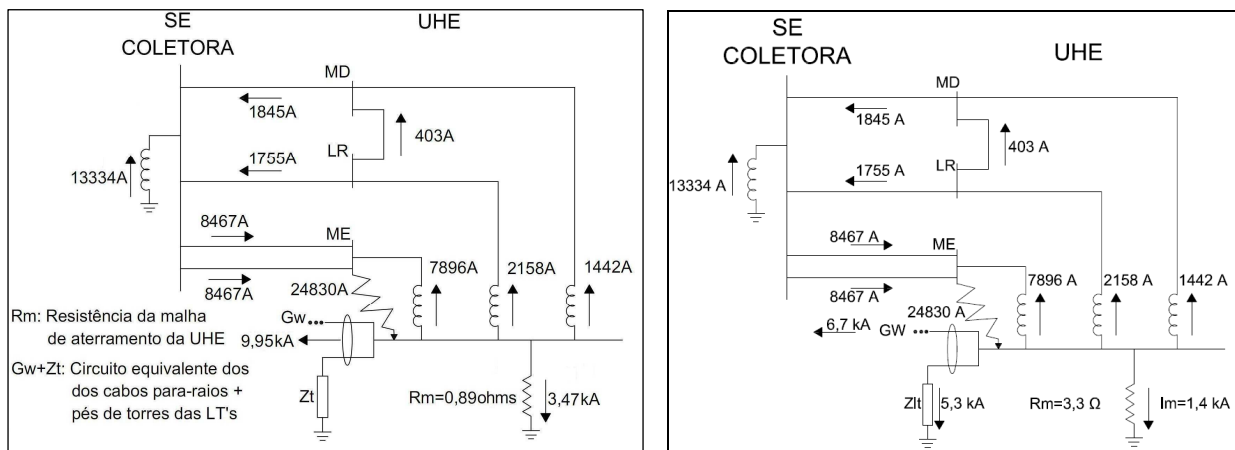 SE
COLETORA
UHE
MD
1845A
403A
LR
1755A
13334A
8467A
ME
8467A
24830A
7896A
2158A
1442A
Gw
9,95kA
Rm: Resistência da malha
de aterramento da UHE
Gw+Zt: Circuito equivalente dos
dos cabos para-raios +
pés de torres das LT's
Zt
Rm=0,89ohms
3,47kA
SE
COLETORA
UHE
MD
1845 A
403 A
LR
1755 A
13334 A
8467 A
ME
8467 A
24830 A
7896 A
2158 A
1442 A
6,7 kA
GW
Zlt
5,3 kA
Rm=3,3 Ω
Im=1,4 kA